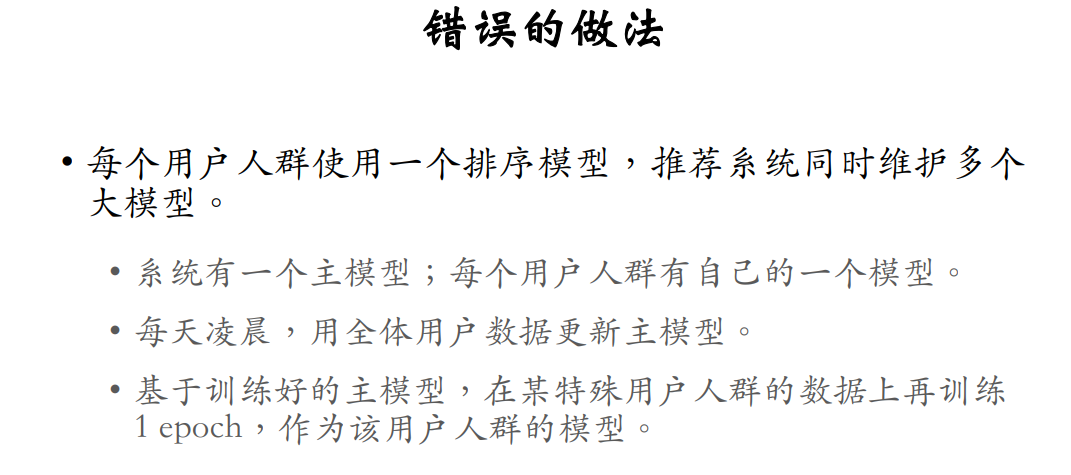 错误的做法
• 每个用户人群使用一个排序模型，推荐系统同时维护多个
大模型。
• 系统有一个主模型；每个用户人群有自己的一个模型。
• 每天凌晨，用全体用户数据更新主模型。
• 基于训练好的主模型，在某特殊用户人群的数据上再训练
1 epoch，作为该用户人群的模型。